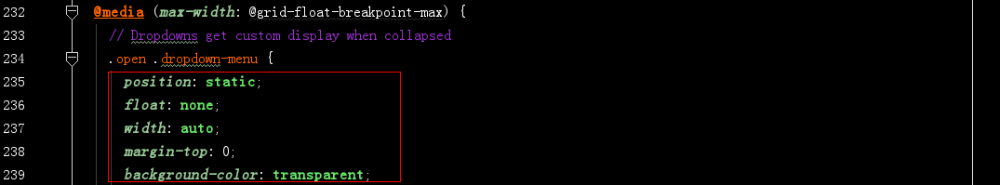 232 @media (max-width: @grid-float-breakpoint-max) {
233 // Dropdowns get custom display when collapsed
234 .open .dropdown-menu {
235 position: static;
236 float: none;
237 width: auto;
238 margin-top: 0;
239 background-color: transparent;